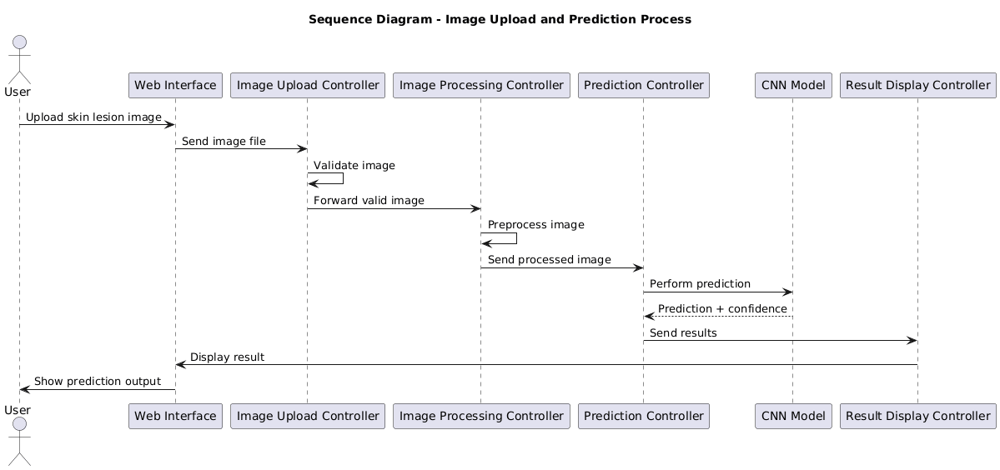 Sequence Diagram - Image Upload and Prediction Process
User
Web Interface
Image Upload Controller
Image Processing Controller
Prediction Controller
CNN Model
Result Display Controller
Upload skin lesion image
Send image file
Validate image
Forward valid image
Preprocess image
Send processed image
Perform prediction
Prediction + confidence
Send results
Display result
Show prediction output
User
Web Interface
Image Upload Controller
Image Processing Controller
Prediction Controller
CNN Model
Result Display Controller